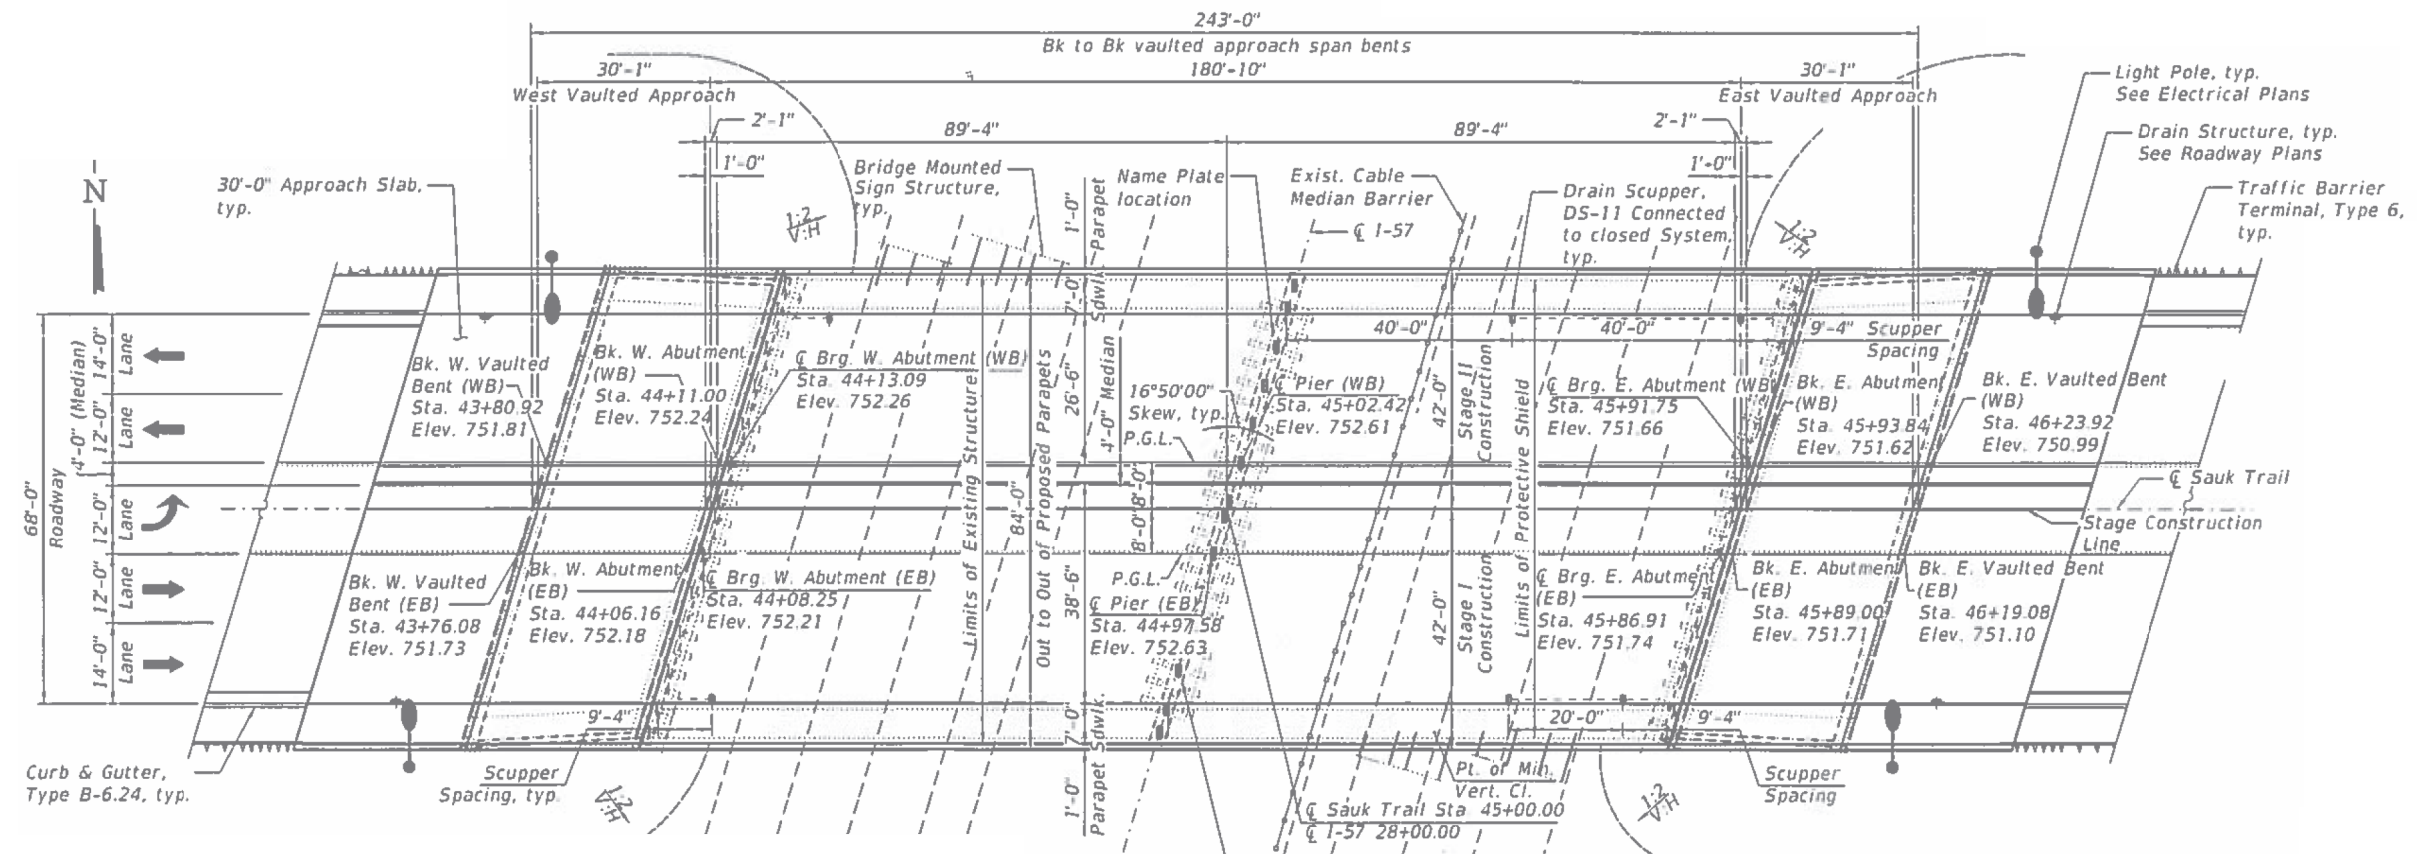 243'-0"
Bk to Bk vaulted approach span bents
30'-1"
180'-10"
30'-1"
West Vaulted Approach
East Vaulted Approach
2'-1"
89'-4"
89'-4"
2'-1"
1'-0"
1'-0"
Light Pole, typ.
See Electrical Plans
Drain Structure, typ.
See Roadway Plans
Traffic Barrier
Terminal, Type 6,
typ.
N
30'-0" Approach Slab,
typ.
Bridge Mounted
Sign Structure,
typ.
1:2
V:H
1'-0"
Parapet
7'-0"
Sdwlk.
Name Plate
location
Exist. Cable
Median Barrier
℄ I-57
Drain Scupper,
DS-11 Connected
to closed System,
typ.
1:2
V:H
40'-0"
40'-0"
9'-4" Scupper
Spacing
68'-0"
Roadway
14'-0"
Lane
12'-0"
Lane
4'-0" (Median)
12'-0"
Lane
12'-0"
Lane
14'-0"
Lane
Bk. W. Vaulted
Bent (WB)
Sta. 43+80.92
Elev. 751.81
Bk. W. Abutment
(WB)
Sta. 44+11.00
Elev. 752.24
℄ Brg. W. Abutment (WB)
Sta. 44+13.09
Elev. 752.26
Limits of Existing Structure
84'-0"
Out to Out of Proposed Parapets
26'-6"
4'-0" Median
16°50'00"
Skew, typ.
P.G.L.
℄ Pier (WB)
Sta. 45+02.42
Elev. 752.61
42'-0"
Stage II
Construction
Limits of Protective Shield
℄ Brg. E. Abutment (WB)
Sta. 45+91.75
Elev. 751.66
Bk. E. Abutment
(WB)
Sta. 45+93.84
Elev. 751.62
Bk. E. Vaulted Bent
(WB)
Sta. 46+23.92
Elev. 750.99
8'-0"
8'-0"
℄ Sauk Trail
Stage Construction
Line
Bk. W. Vaulted
Bent (EB)
Sta. 43+76.08
Elev. 751.73
Bk. W. Abutment
(EB)
Sta. 44+06.16
Elev. 752.18
℄ Brg. W. Abutment (EB)
Sta. 44+08.25
Elev. 752.21
38'-6"
P.G.L.
℄ Pier (EB)
Sta. 44+97.58
Elev. 752.63
42'-0"
Stage I
Construction
℄ Brg. E. Abutment
(EB)
Sta. 45+86.91
Elev. 751.74
Bk. E. Abutment
(EB)
Sta. 45+89.00
Elev. 751.71
Bk. E. Vaulted Bent
(EB)
Sta. 46+19.08
Elev. 751.10
9'-4"
7'-0"
Sdwlk.
1'-0"
Parapet
20'-0"
9'-4"
Curb & Gutter,
Type B-6.24, typ.
Scupper
Spacing, typ.
1:2
V:H
Pt. of Min.
Vert. Cl.
℄ Sauk Trail Sta 45+00.00
℄ I-57 28+00.00
1:2
V:H
Scupper
Spacing